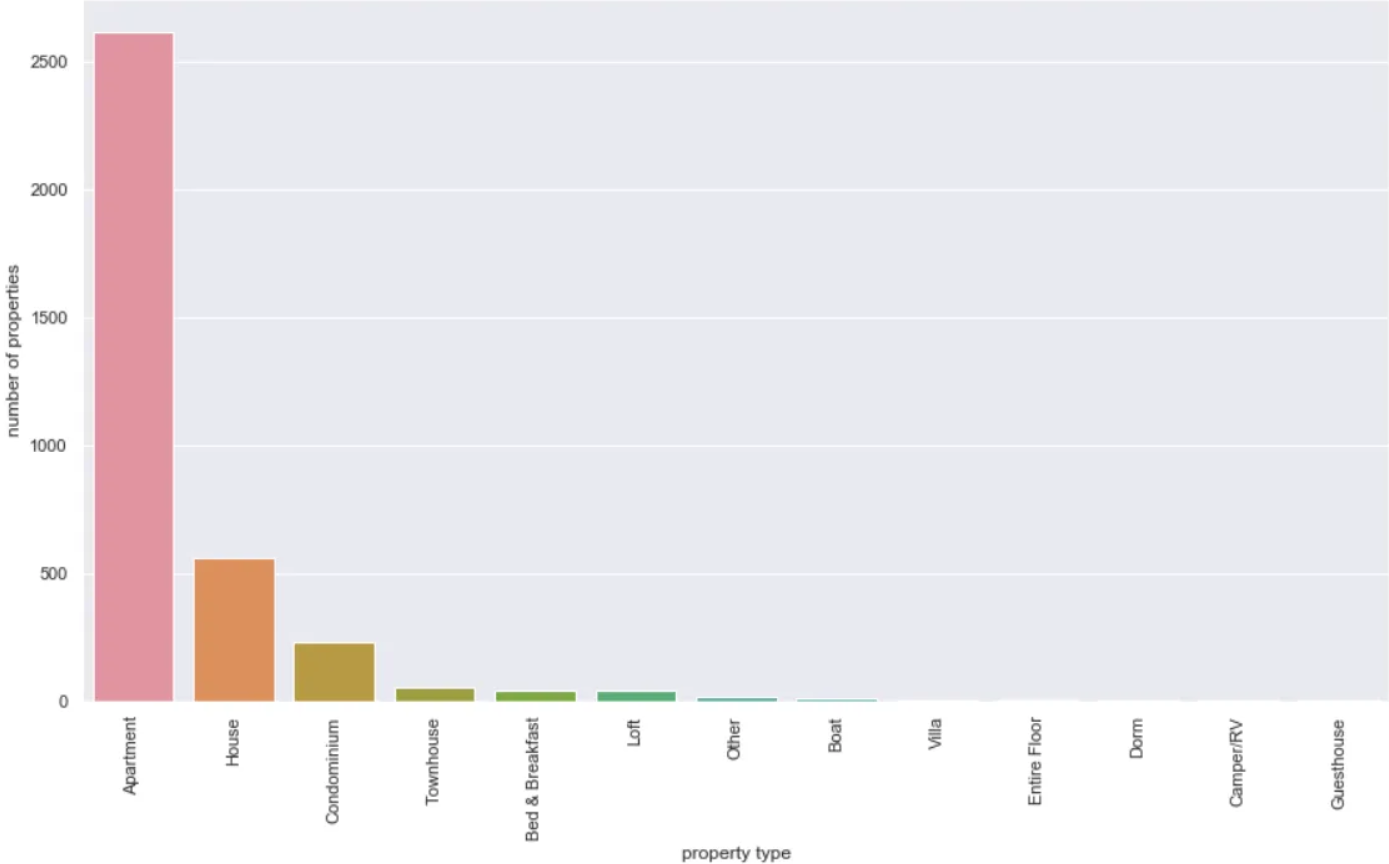 2500
2000
1500
1000
500
0
number of properties
Apartment
House
Condominium
Townhouse
Bed & Breakfast
Loft
Other
Boat
Villa
Entire Floor
Dorm
Camper/RV
Guesthouse
property type